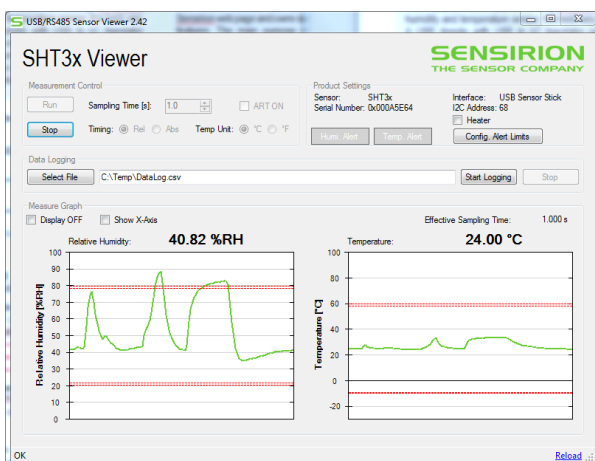 USB/RS485 Sensor Viewer 2.42
SHT3x Viewer
SENSIRION
THE SENSOR COMPANY
Measurement Control
Run
Sampling Time [s]: 1.0
ART ON
Stop
Timing: Rel Abs Temp Unit: °C °F
Product Settings
Sensor: SHT3x
Serial Number: 0x000A5E64
Interface: USB Sensor Stick
I2C Address: 68
Heater
Hum. Alert
Temp. Alert
Config. Alert Limits
Data Logging
Select File
C:\Temp\DataLog.csv
Start Logging
Stop
Measure Graph
Display OFF
Show X-Axis
Effective Sampling Time: 1.000 s
Relative Humidity: 40.82 %RH
Relative Humidity [%RH]
100
90
80
70
60
50
40
30
20
10
0
Temperature: 24.00 °C
Temperature [°C]
100
80
60
40
20
0
-20
OK
Reload